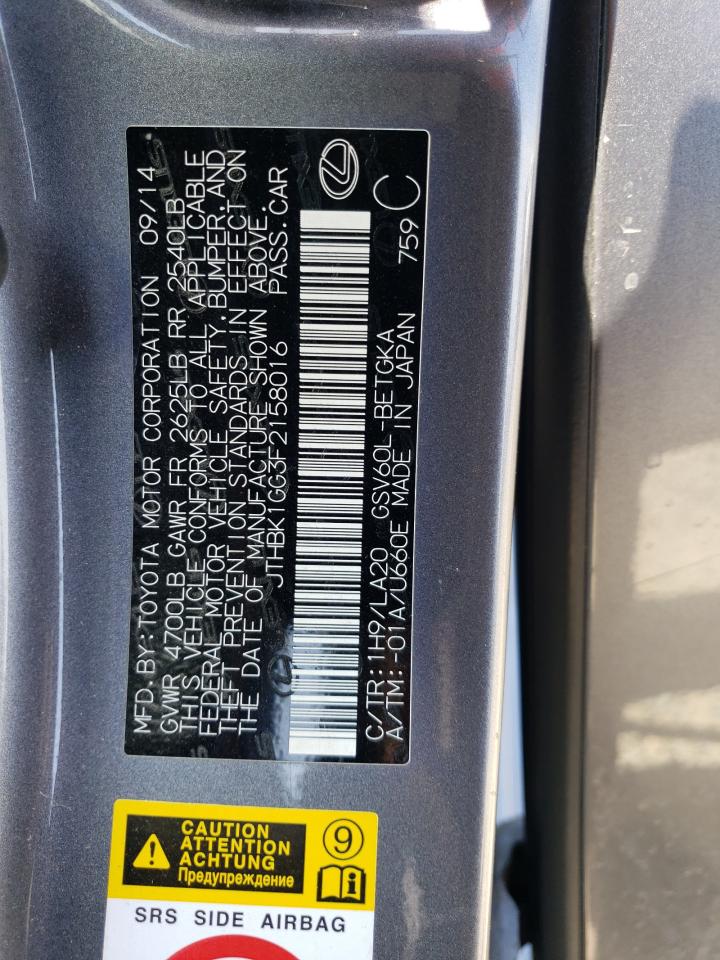 MFD.BY:TOYOTA MOTOR CORPORATION 09/14.
GVWR 4700LB GAWR FR 2625LB RR 2540LB
THIS VEHICLE CONFORMS TO ALL APPLICABLE
FEDERAL MOTOR VEHICLE SAFETY,BUMPER,AND
THEFT PREVENTION STANDARDS IN EFFECT ON
THE DATE OF MANUFACTURE SHOWN ABOVE.
JTHBK1GG3F2158016 PASS.CAR
C/TR:1H9/LA20 GSV60L-BETGKA
A/TM:-01A/U660E MADE IN JAPAN 759 C
CAUTION
ATTENTION
ACHTUNG
Предупреждение
9
SRS SIDE AIRBAG